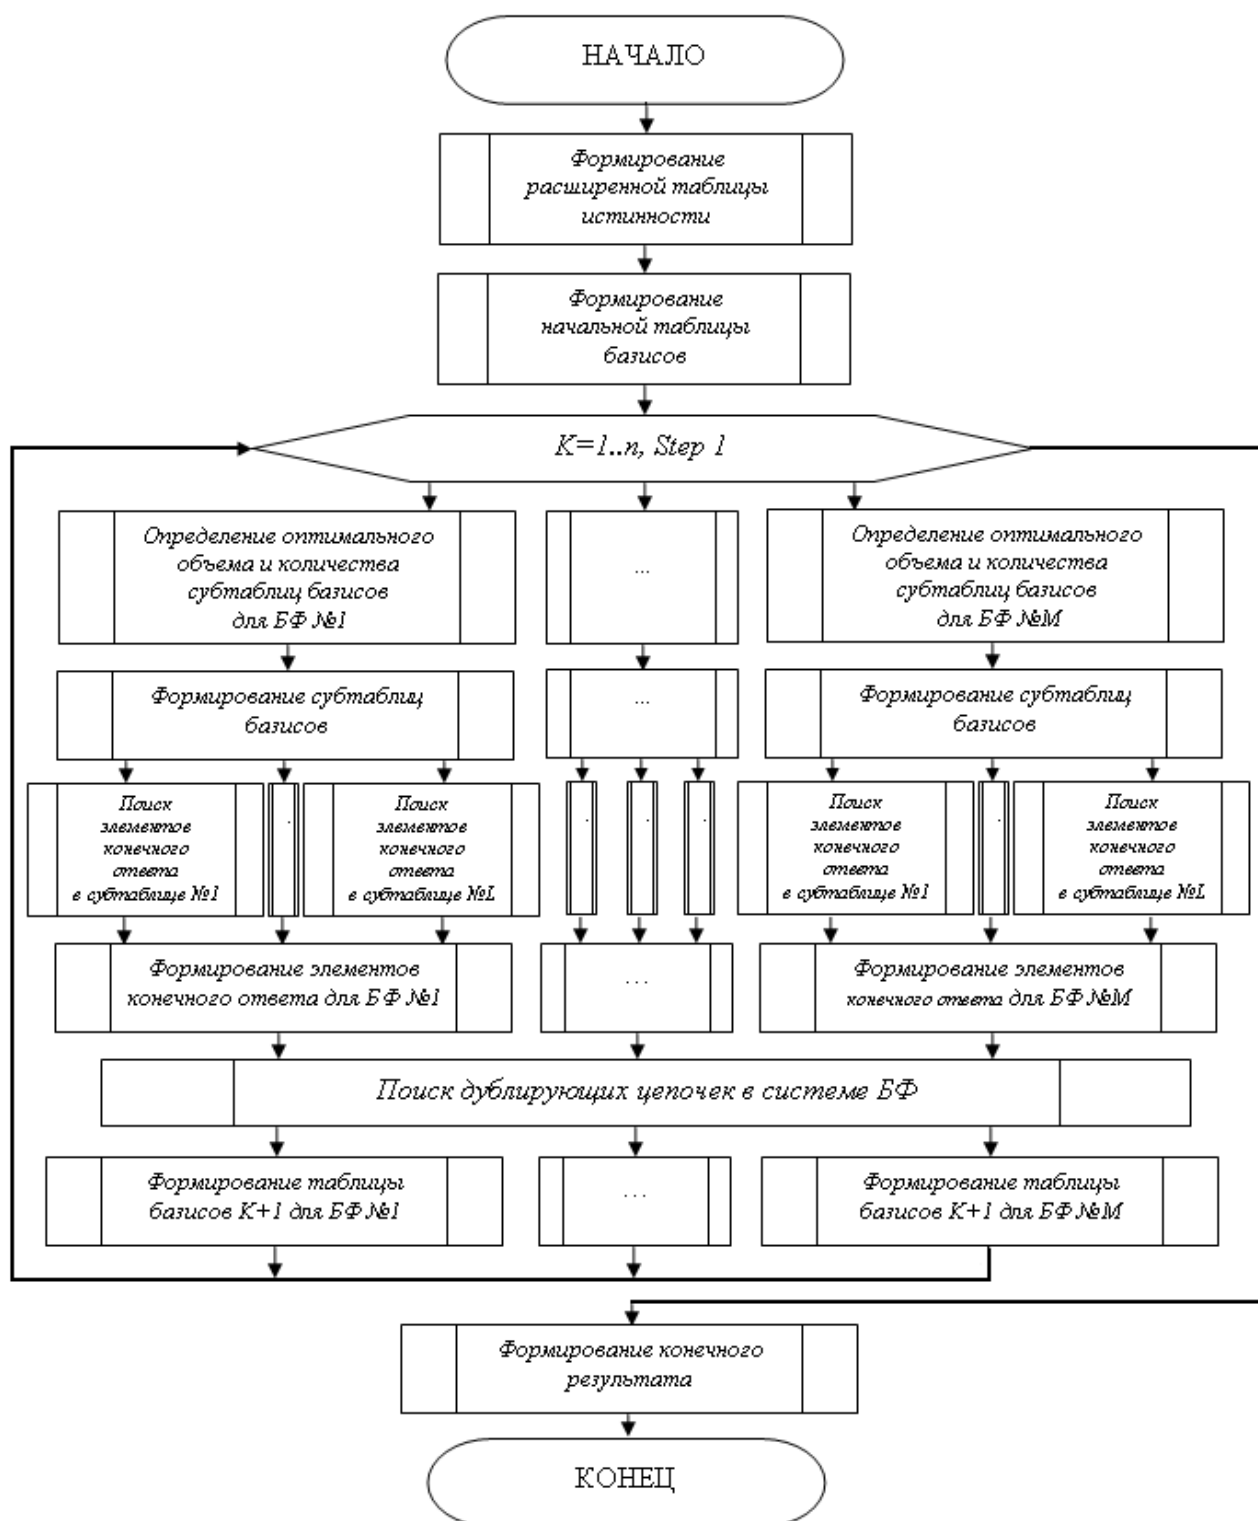 НАЧАЛО
Формирование
расширенной таблицы
истинности
Формирование
начальной таблицы
базисов
K=1..n, Step 1
Определение оптимального
объема и количества
субтаблиц базисов
для БФ №1
...
Определение оптимального
объема и количества
субтаблиц базисов
для БФ №M
Формирование субтаблиц
базисов
...
Формирование субтаблиц
базисов
Поиск
элементов
конечного
ответа
в субтаблице №1
.
Поиск
элементов
конечного
ответа
в субтаблице №L
.
.
.
Поиск
элементов
конечного
ответа
в субтаблице №1
.
Поиск
элементов
конечного
ответа
в субтаблице №L
Формирование элементов
конечного ответа для БФ №1
...
Формирование элементов
конечного ответа для БФ №M
Поиск дублирующих цепочек в системе БФ
Формирование таблицы
базисов K+1 для БФ №1
...
Формирование таблицы
базисов K+1 для БФ №M
Формирование конечного
результата
КОНЕЦ